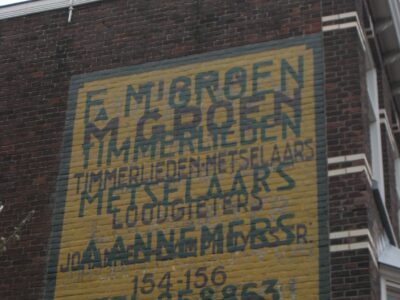 F. M. GROEN
M. GROEN
TIMMERLIEDEN
TIMMERLIEDEN-METSELAARS
METSELAARS
LOODGIETERS
AANNEMERS
154-156